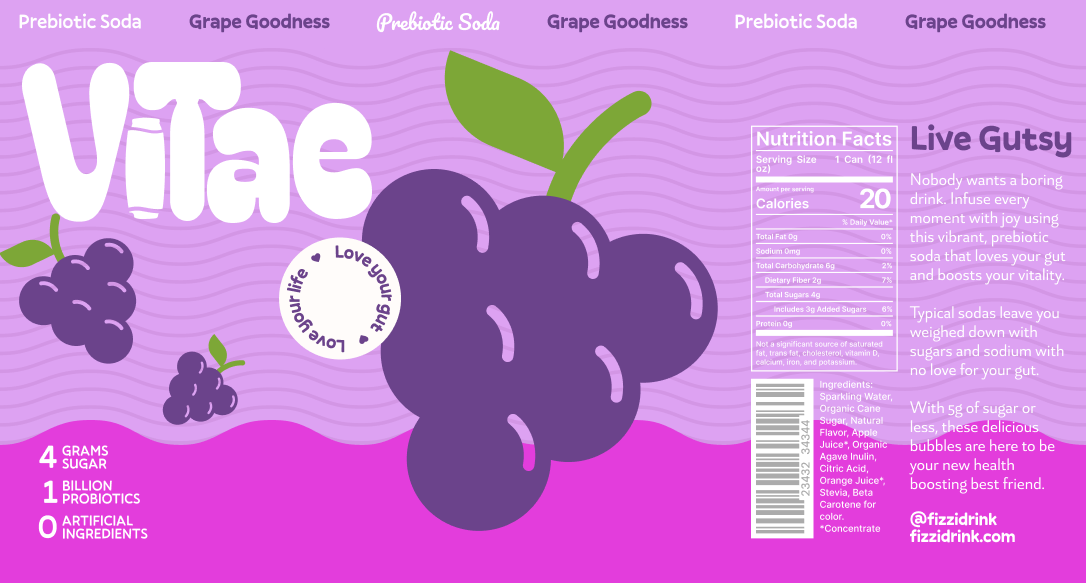 Prebiotic Soda Grape Goodness Prebiotic Soda Grape Goodness Prebiotic Soda Grape Goodness
ViTae
Love your gut
Love your life
4 GRAMS
SUGAR
1 BILLION
PROBIOTICS
0 ARTIFICIAL
INGREDIENTS
Nutrition Facts
Serving Size 1 Can (12 fl
oz)
Amount per serving
Calories 20
% Daily Value*
Total Fat 0g 0%
Sodium 0mg 0%
Total Carbohydrate 6g 2%
Dietary Fiber 2g 7%
Total Sugars 4g
Includes 3g Added Sugars 6%
Protein 0g 0%
Not a significant source of saturated
fat, trans fat, cholesterol, vitamin D,
calcium, iron, and potassium.
23432 34344
Ingredients:
Sparkling Water,
Organic Cane
Sugar, Natural
Flavor, Apple
Juice*, Organic
Agave Inulin,
Citric Acid,
Orange Juice*,
Stevia, Beta
Carotene for
color.
*Concentrate
Live Gutsy
Nobody wants a boring
drink. Infuse every
moment with joy using
this vibrant, prebiotic
soda that loves your gut
and boosts your vitality.
Typical sodas leave you
weighed down with
sugars and sodium with
no love for your gut.
With 5g of sugar or
less, these delicious
bubbles are here to be
your new health
boosting best friend.
@fizzidrink
fizzidrink.com